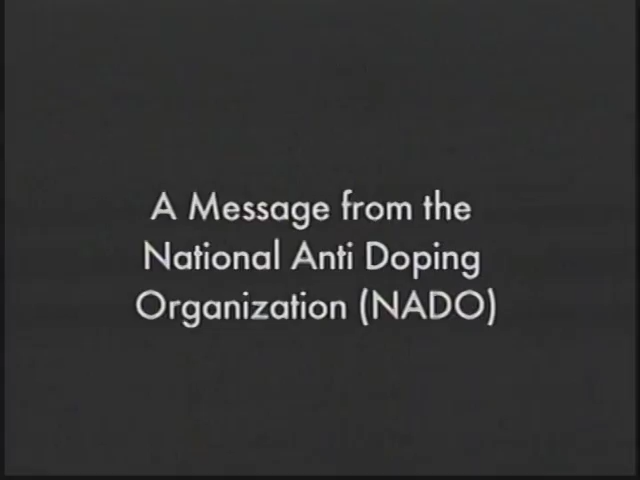 A Message from the
National Anti Doping
Organization (NADO)